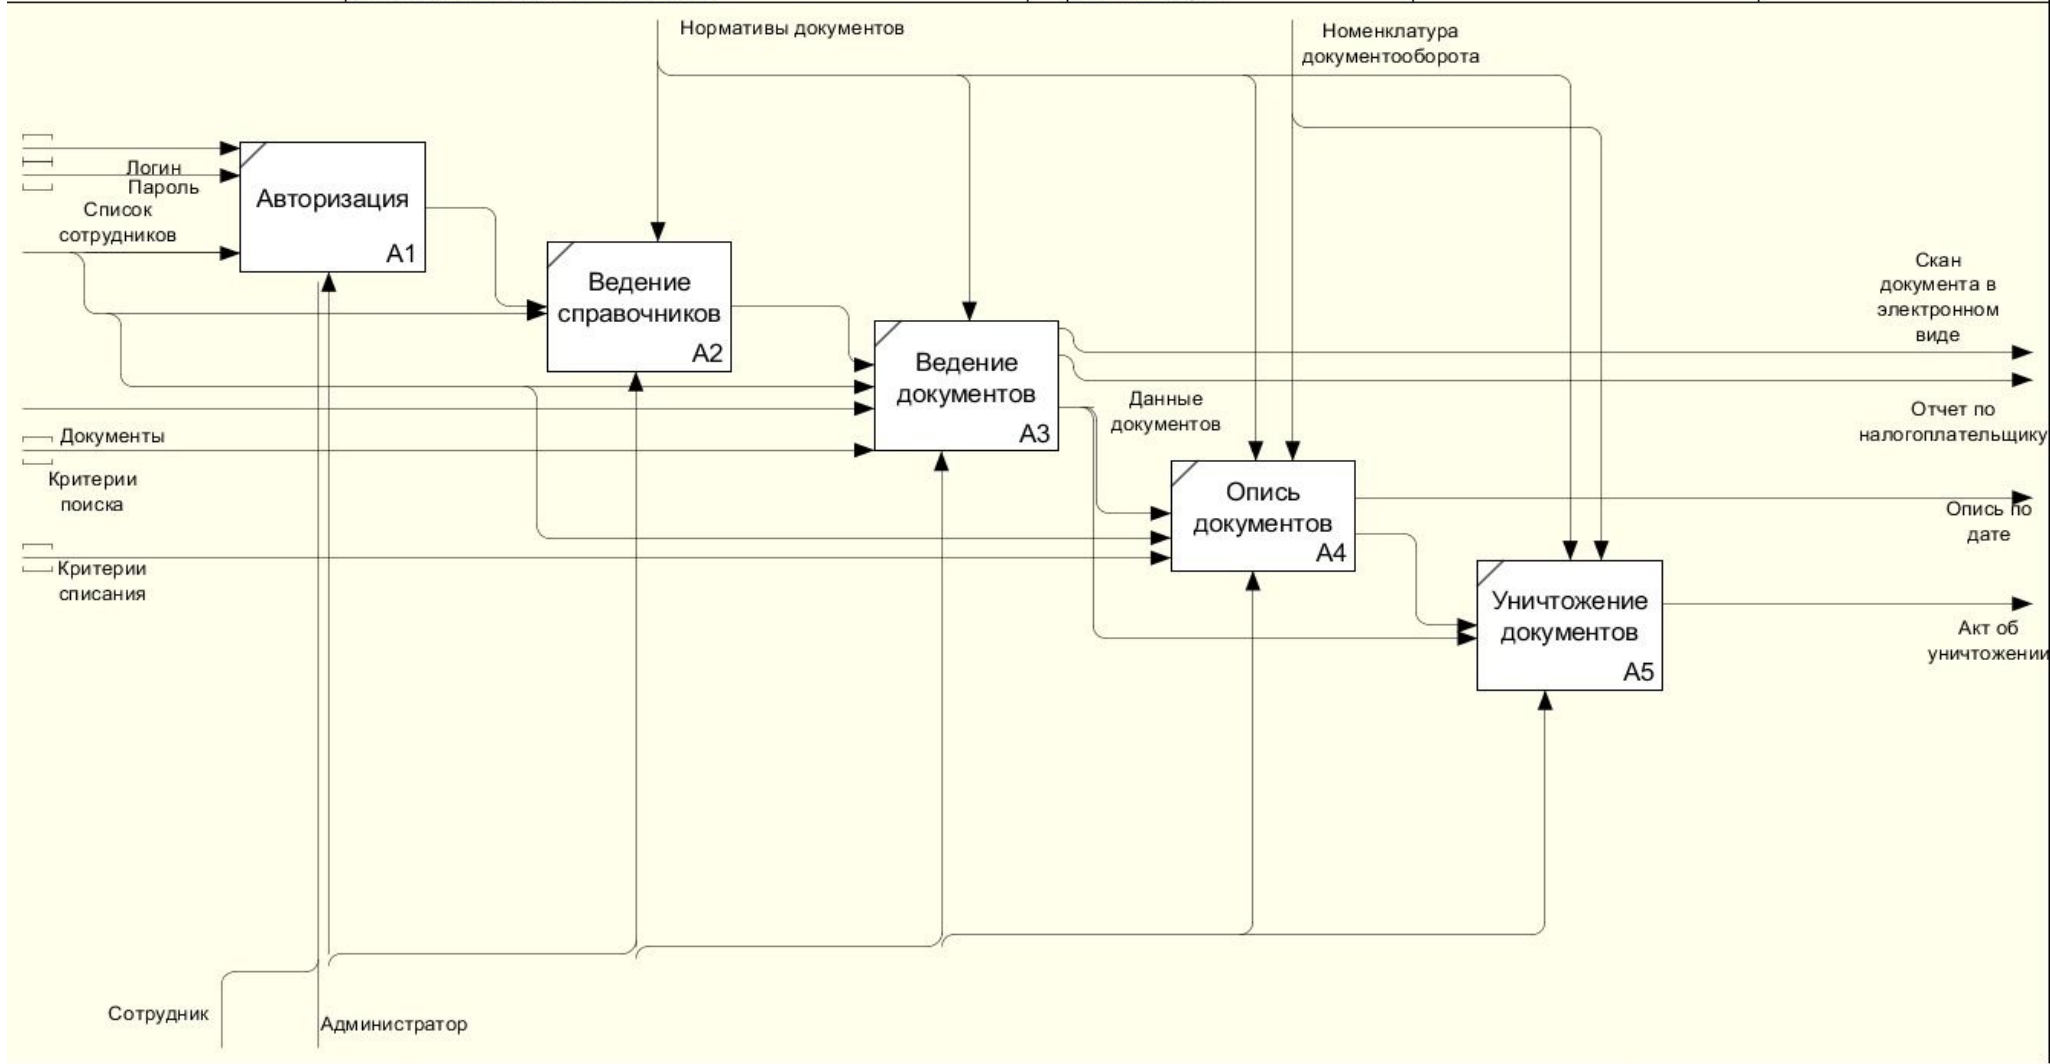 Нормативы документов
Номенклатура
документооборота
Логин
Пароль
Список
сотрудников
Авторизация
A1
Ведение
справочников
A2
Ведение
документов
A3
Скан
документа в
электронном
виде
Данные
документов
Отчет по
налогоплательщику
Документы
Критерии
поиска
Опись
документов
A4
Опись по
дате
Критерии
списания
Уничтожение
документов
A5
Акт об
уничтожении
Сотрудник
Администратор